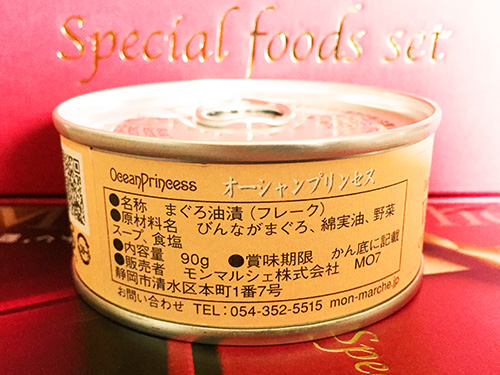 Special foods set
OceanPrincess オーシャンプリンセス
●名称 まぐろ油漬(フレーク)
●原材料名 びんながまぐろ、綿実油、野菜
スープ、食塩
●内容量 90g ●賞味期限 かん底に記載
●販売者 モンマルシェ株式会社 MO7
静岡市清水区本町1番7号
お問い合わせ TEL:054-352-5515 mon-marche.jp
Spe